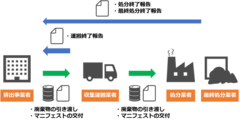 ・処分終了報告
・最終処分終了報告
・運搬終了報告
排出事業者
収集運搬業者
処分業者
最終処分業者
・廃棄物の引き渡し
・マニフェストの交付
・廃棄物の引き渡し
・マニフェストの交付